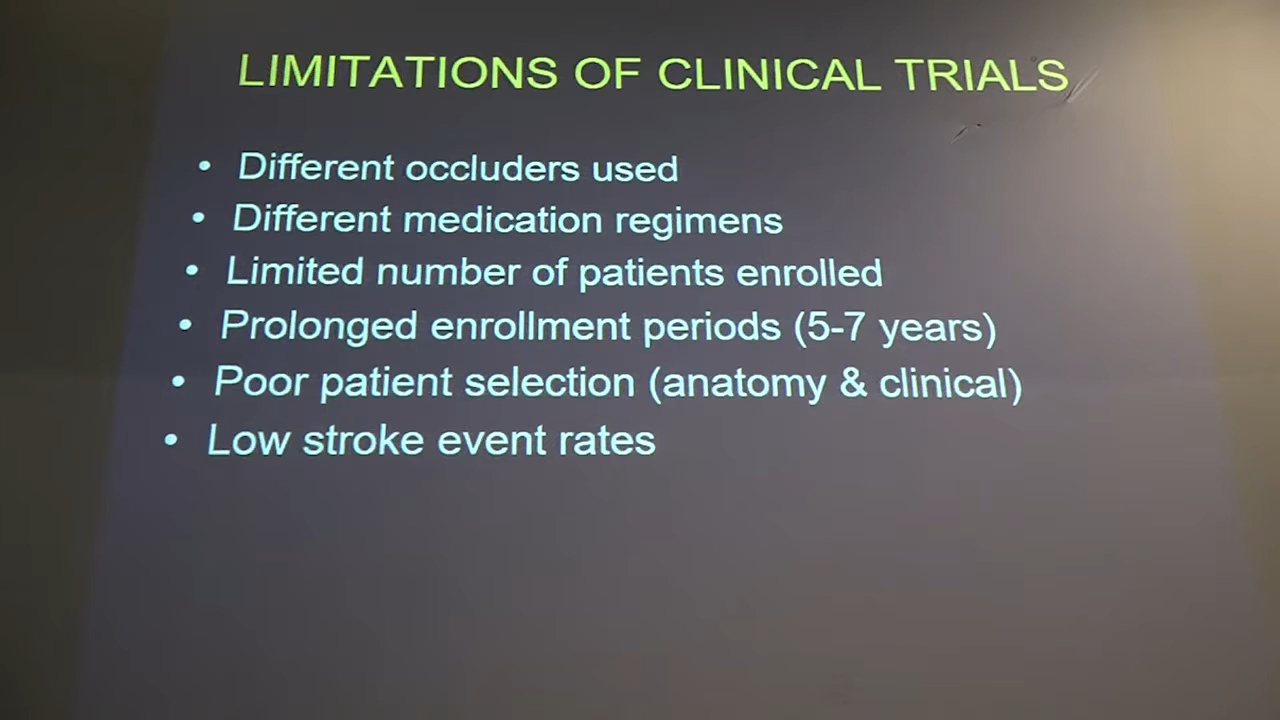 LIMITATIONS OF CLINICAL TRIALS
• Different occluders used
• Different medication regimens
• Limited number of patients enrolled
• Prolonged enrollment periods (5-7 years)
• Poor patient selection (anatomy & clinical)
• Low stroke event rates